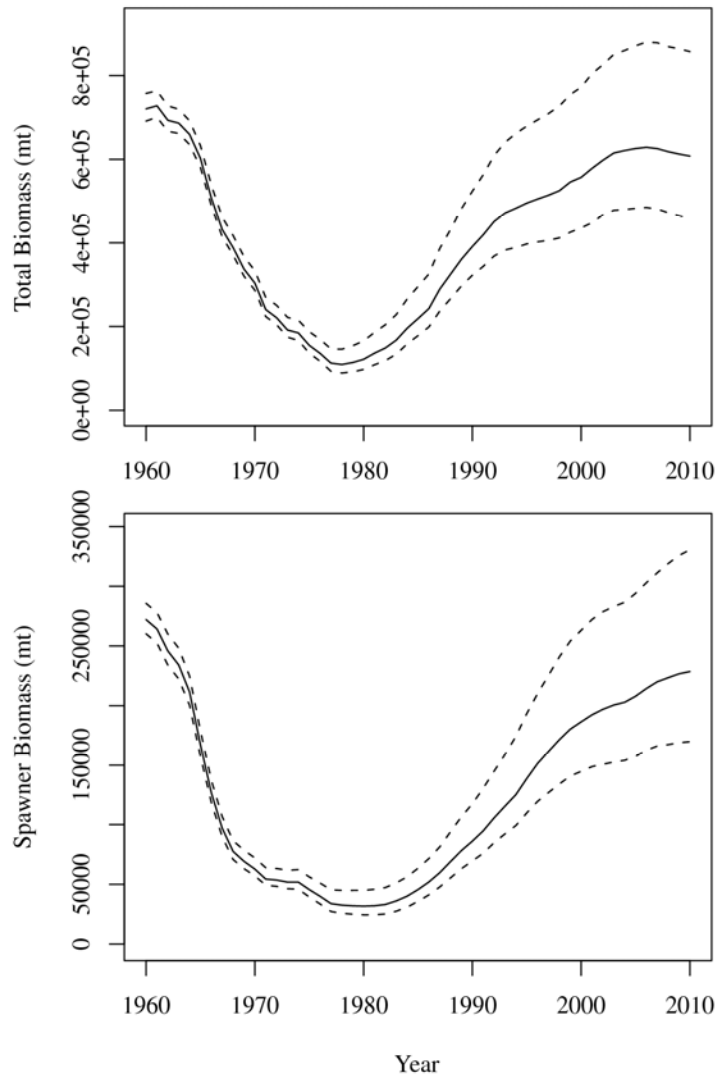 Total Biomass (mt)
8e+05
6e+05
4e+05
2e+05
0e+00
1960 1970 1980 1990 2000 2010
Spawner Biomass (mt)
350000
250000
150000
50000
0
1960 1970 1980 1990 2000 2010
Year